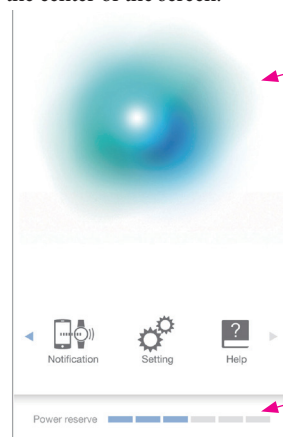 the center of the screen.
?
Notification Setting Help
Power reserve